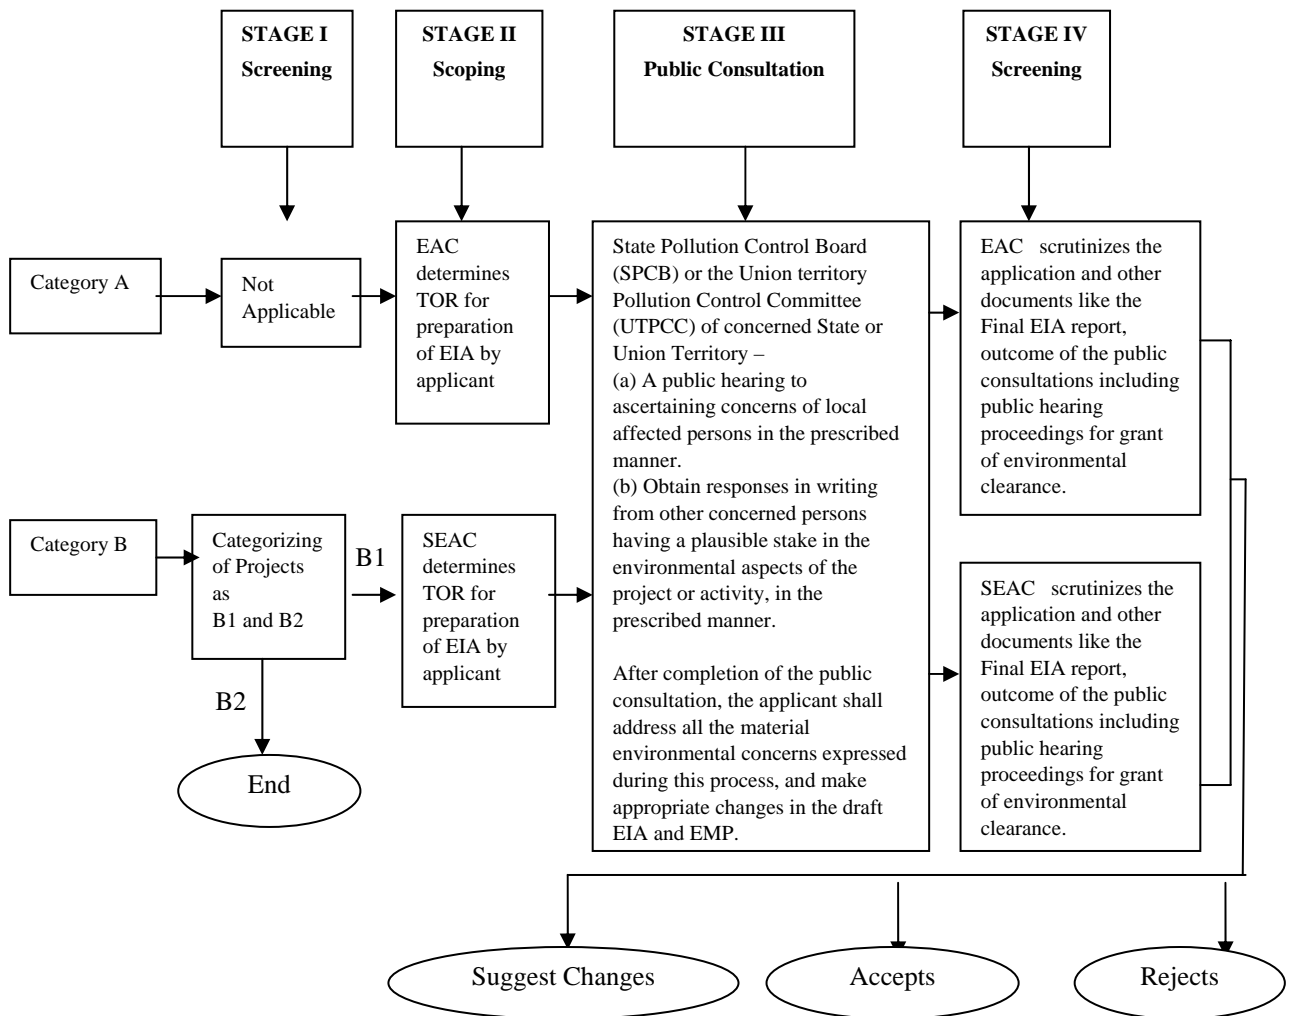 STAGE I
Screening
STAGE II
Scoping
STAGE III
Public Consultation
STAGE IV
Screening
Category A
Not
Applicable
EAC
determines
TOR for
preparation
of EIA by
applicant
State Pollution Control Board
(SPCB) or the Union territory
Pollution Control Committee
(UTPCC) of concerned State or
Union Territory –
(a) A public hearing to
ascertaining concerns of local
affected persons in the prescribed
manner.
(b) Obtain responses in writing
from other concerned persons
having a plausible stake in the
environmental aspects of the
project or activity, in the
prescribed manner.
After completion of the public
consultation, the applicant shall
address all the material
environmental concerns expressed
during this process, and make
appropriate changes in the draft
EIA and EMP.
EAC scrutinizes the
application and other
documents like the
Final EIA report,
outcome of the public
consultations including
public hearing
proceedings for grant
of environmental
clearance.
Category B
Categorizing
of Projects
as
B1 and B2
B1
SEAC
determines
TOR for
preparation
of EIA by
applicant
SEAC scrutinizes the
application and other
documents like the
Final EIA report,
outcome of the public
consultations including
public hearing
proceedings for grant
of environmental
clearance.
B2
End
Suggest Changes
Accepts
Rejects